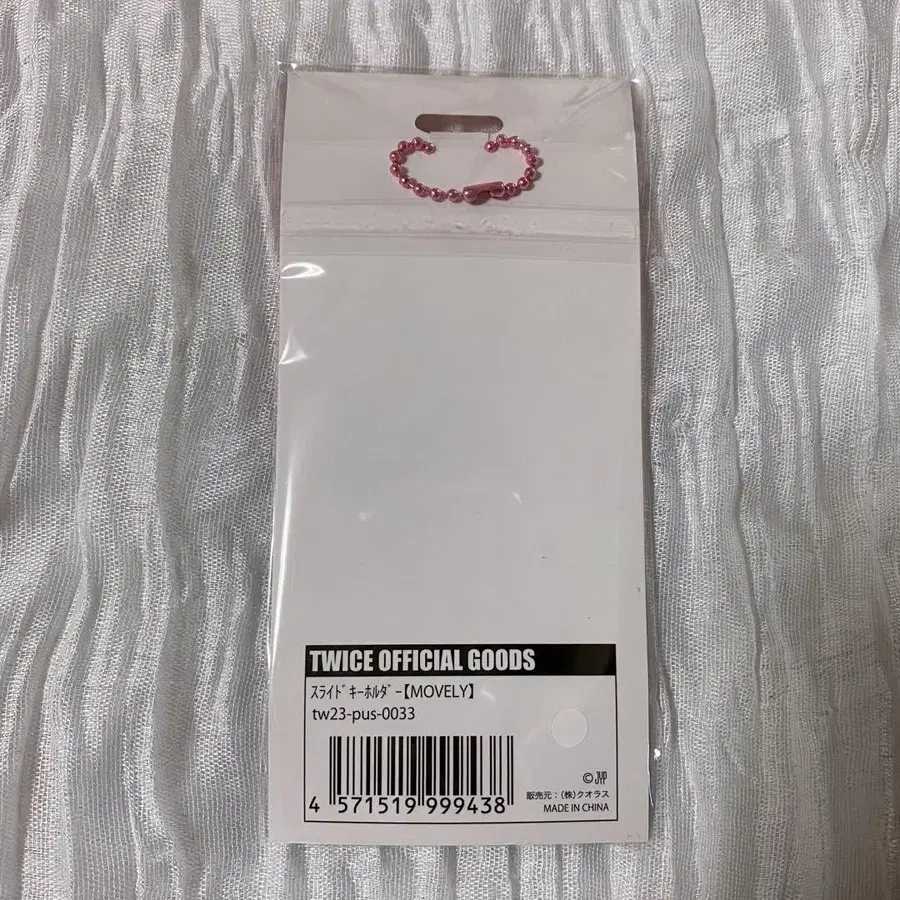 TWICE OFFICIAL GOODS
ｽﾗｲﾄﾞｷｰﾎﾙﾀﾞｰ【MOVELY】
tw23-pus-0033
4 571519 999438
© JYP
販売元：（株）クオラス
MADE IN CHINA